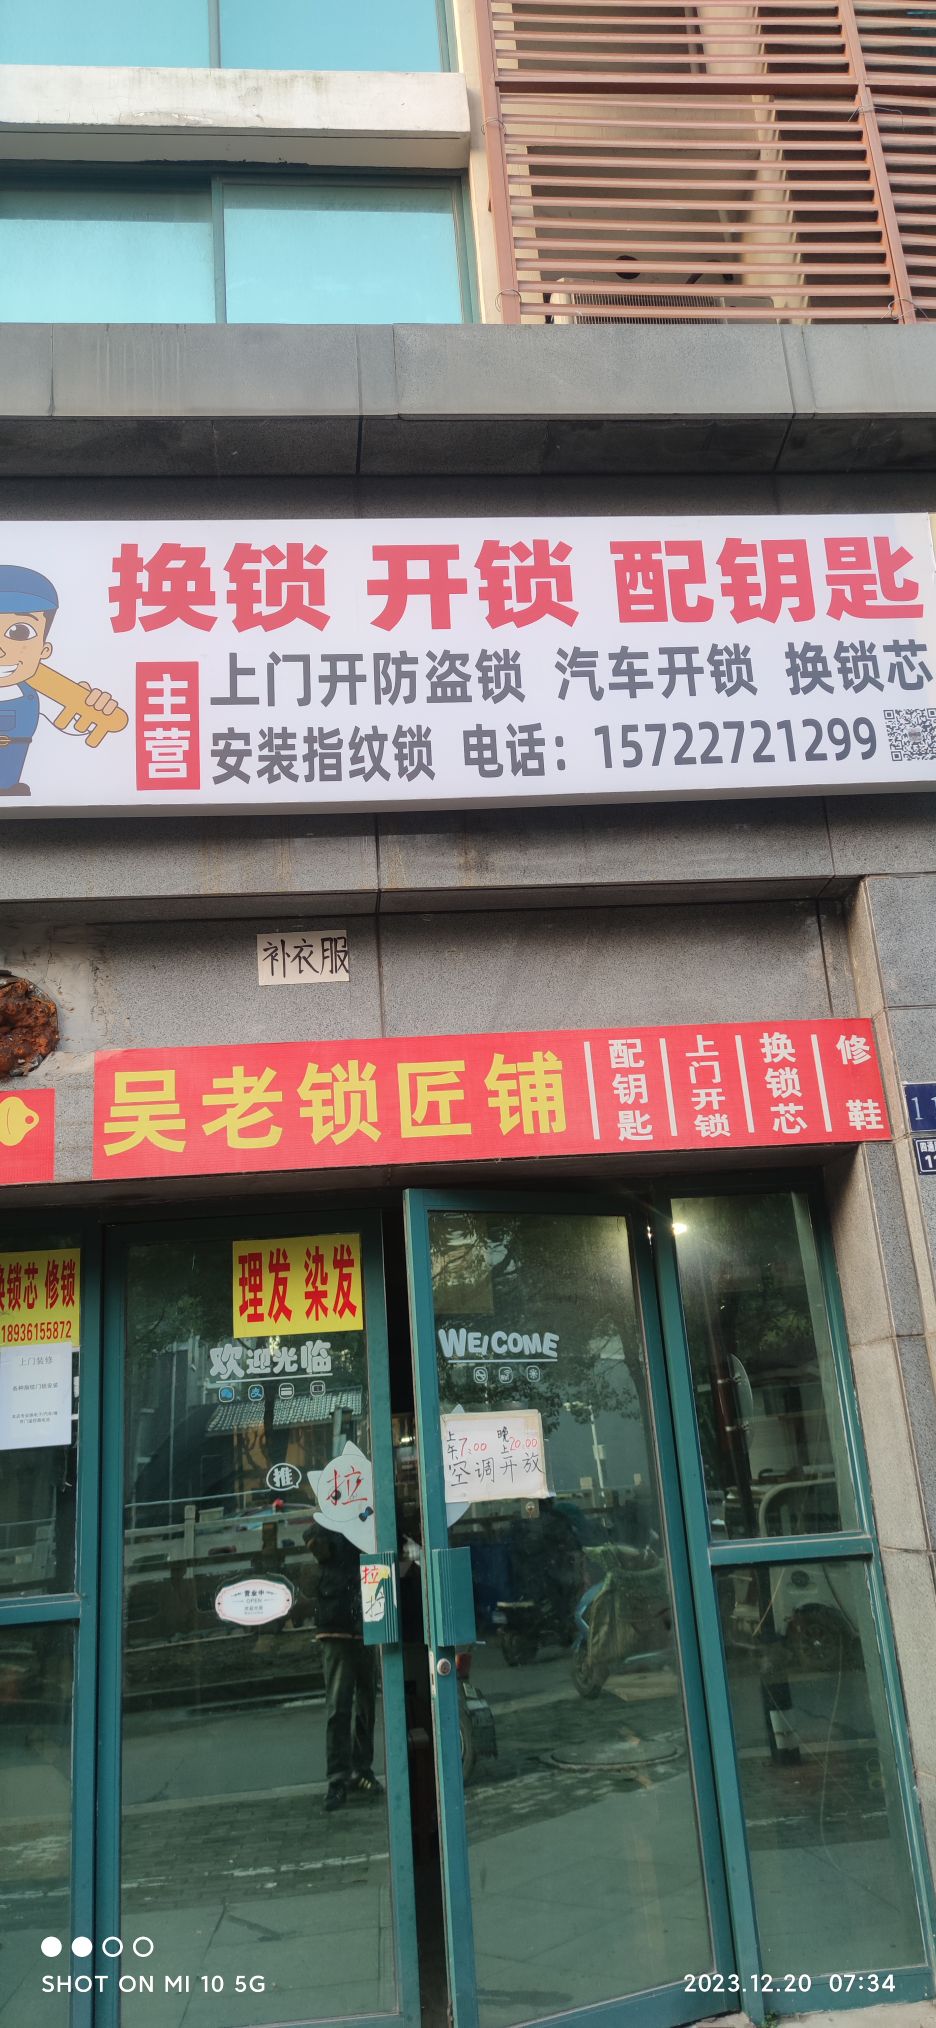 换锁 开锁 配钥匙
主营
上门开防盗锁 汽车开锁 换锁芯
安装指纹锁 电话：15722721299
补衣服
吴老锁匠铺
配钥匙
上门开锁
换锁芯
修鞋
换锁芯 修锁
18936155872
上门装修
理发 染发
欢迎光临
WELCOME
上午7:00 晚上20:00
空调开放
推
拉
营业中
OPEN
拉
拉
SHOT ON MI 10 5G
2023.12.20 07:34